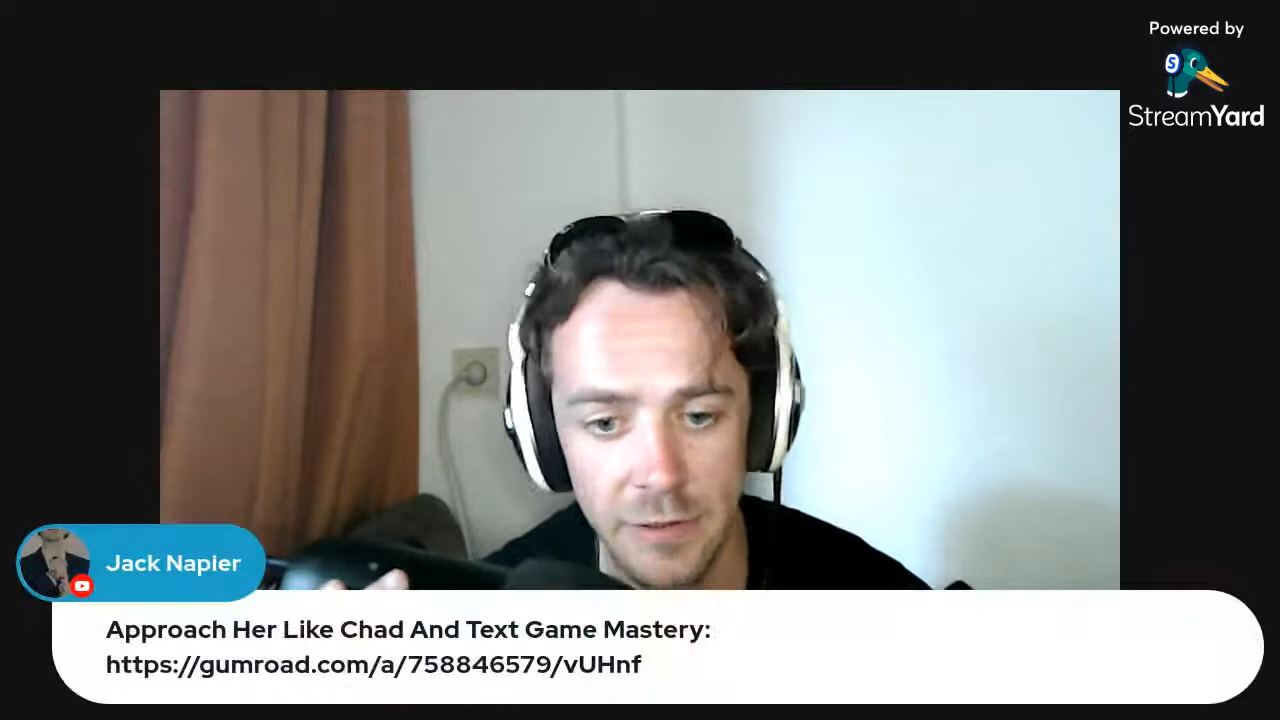 Powered by
S
StreamYard
Jack Napier
Approach Her Like Chad And Text Game Mastery:
https://gumroad.com/a/758846579/vUHnf